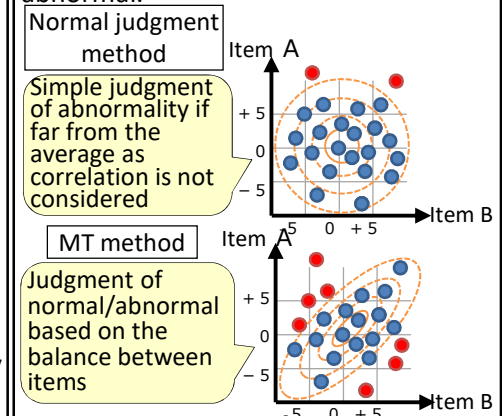 abnormal.
Normal judgment
method
Simple judgment
of abnormality if
far from the
average as
correlation is not
considered
Item A
+ 5
0
− 5
-5 0 + 5
Item B
MT method
Judgment of
normal/abnormal
based on the
balance between
items
Item A
+ 5
0
− 5
-5 0 + 5
Item B